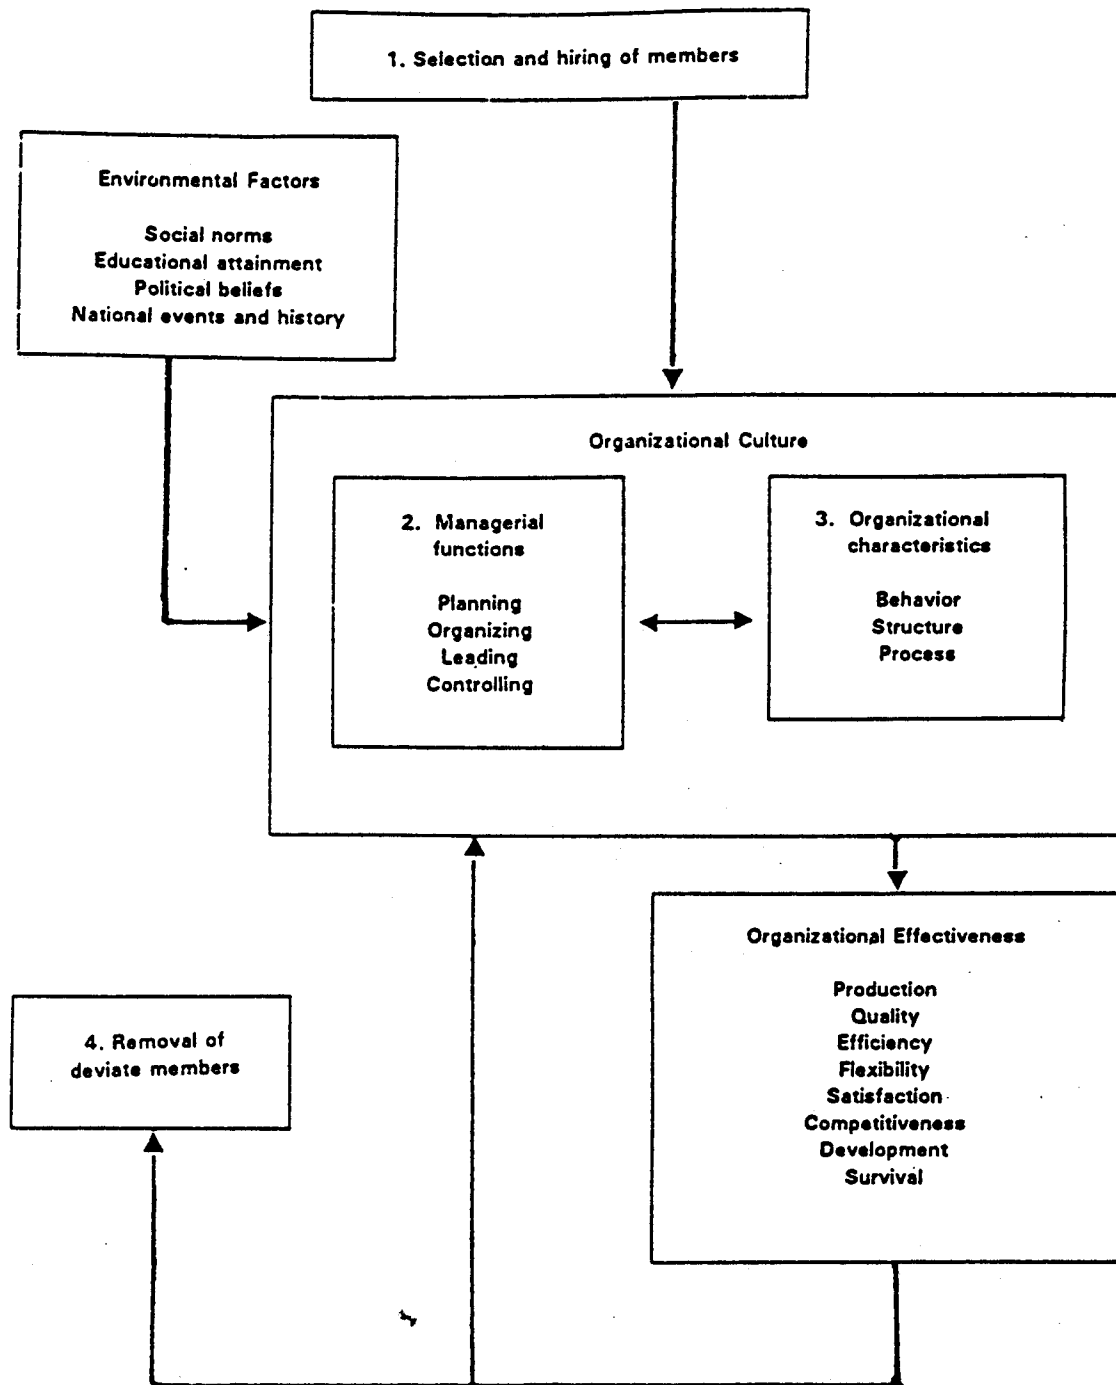 1. Selection and hiring of members
Environmental Factors
Social norms
Educational attainment
Political beliefs
National events and history
Organizational Culture
2. Managerial
functions
Planning
Organizing
Leading
Controlling
3. Organizational
characteristics
Behavior
Structure
Process
Organizational Effectiveness
Production
Quality
Efficiency
Flexibility
Satisfaction
Competitiveness
Development
Survival
4. Removal of
deviate members